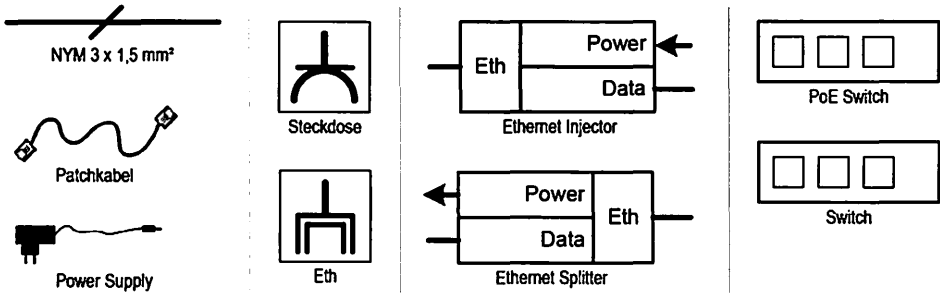 NYM 3 x 1,5 mm²
Patchkabel
Power Supply
Steckdose
Eth
Eth
Power
Data
Ethernet Injector
Power
Data
Eth
Ethernet Splitter
PoE Switch
Switch